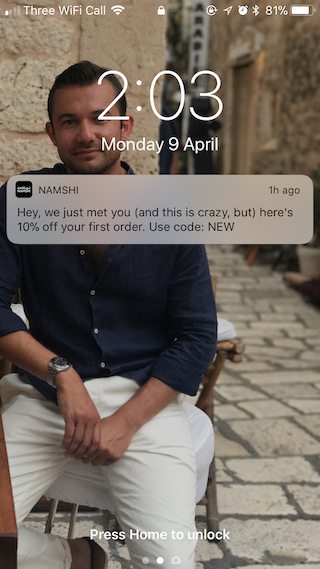 Three WiFi Call 81%
2:03
Monday 9 April
NAMSHI 1h ago
Hey, we just met you (and this is crazy, but) here's
10% off your first order. Use code: NEW
Press Home to unlock